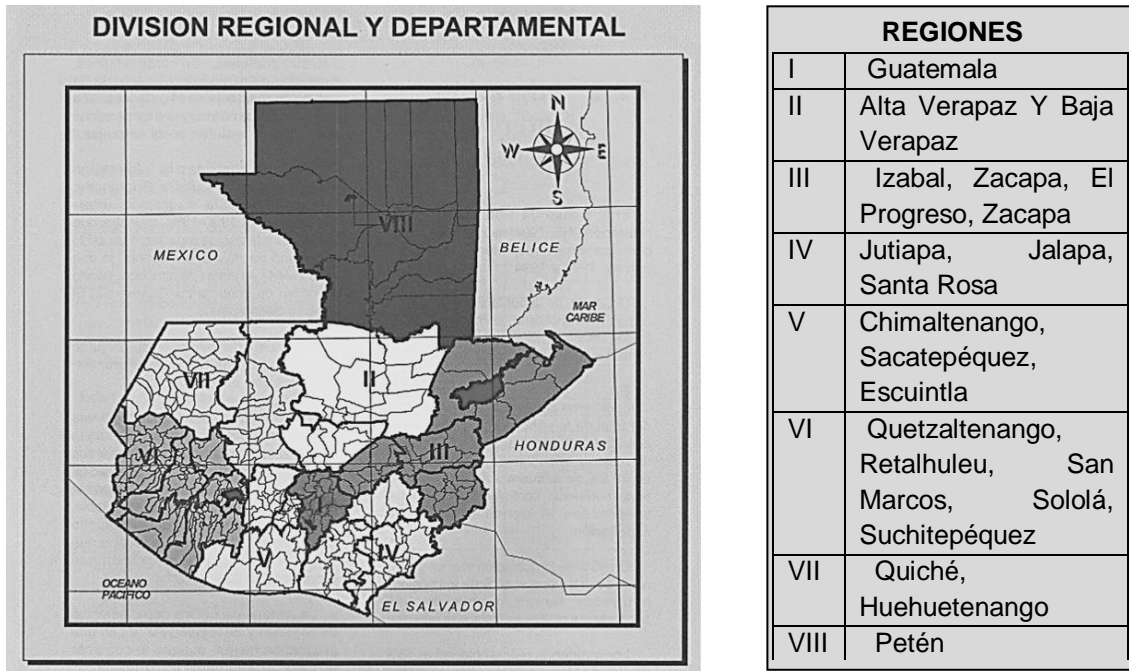 DIVISION REGIONAL Y DEPARTAMENTAL
N
W E
S
VIII
MEXICO
BELICE
MAR
CARIBE
VII
II
HONDURAS
VI
III
I
V
IV
OCEANO
PACIFICO
EL SALVADOR
REGIONES
I Guatemala
II Alta Verapaz Y Baja
Verapaz
III Izabal, Zacapa, El
Progreso, Zacapa
IV Jutiapa, Jalapa,
Santa Rosa
V Chimaltenango,
Sacatepéquez,
Escuintla
VI Quetzaltenango,
Retalhuleu, San
Marcos, Sololá,
Suchitepéquez
VII Quiché,
Huehuetenango
VIII Petén